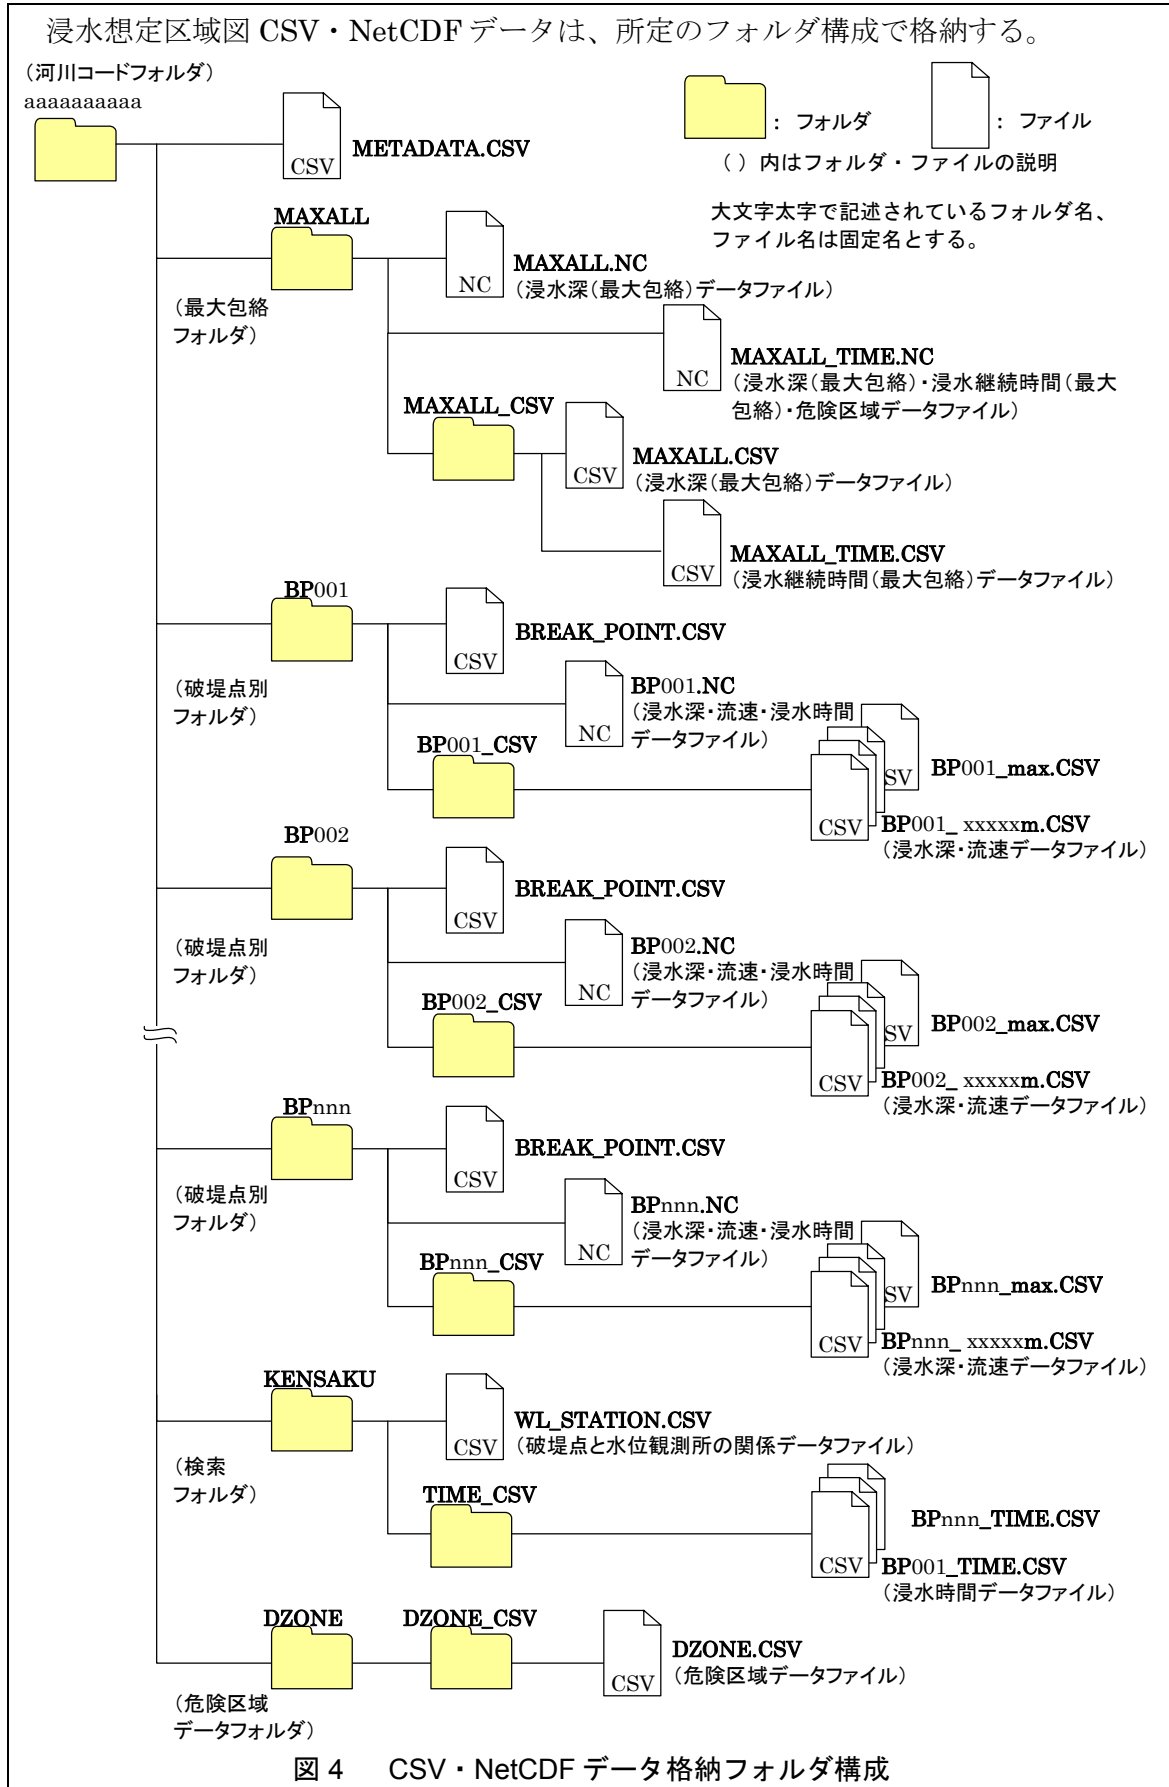 浸水想定区域図 CSV・NetCDF データは、所定のフォルダ構成で格納する。
（河川コードフォルダ）
aaaaaaaaaa
CSV
METADATA.CSV
： フォルダ
： ファイル
（ ）内はフォルダ・ファイルの説明
大文字太字で記述されているフォルダ名、
ファイル名は固定名とする。
MAXALL
（最大包絡
フォルダ）
NC
MAXALL.NC
（浸水深（最大包絡）データファイル）
NC
MAXALL_TIME.NC
（浸水深（最大包絡）・浸水継続時間（最大
包絡）・危険区域データファイル）
MAXALL_CSV
CSV
MAXALL.CSV
（浸水深（最大包絡）データファイル）
CSV
MAXALL_TIME.CSV
（浸水継続時間（最大包絡）データファイル）
BP001
（破堤点別
フォルダ）
CSV
BREAK_POINT.CSV
NC
BP001.NC
（浸水深・流速・浸水時間
データファイル）
BP001_CSV
SV
BP001_max.CSV
CSV
BP001_ xxxxxm.CSV
（浸水深・流速データファイル）
BP002
（破堤点別
フォルダ）
CSV
BREAK_POINT.CSV
NC
BP002.NC
（浸水深・流速・浸水時間
データファイル）
BP002_CSV
SV
BP002_max.CSV
CSV
BP002_ xxxxxm.CSV
（浸水深・流速データファイル）
BPnnn
（破堤点別
フォルダ）
CSV
BREAK_POINT.CSV
NC
BPnnn.NC
（浸水深・流速・浸水時間
データファイル）
BPnnn_CSV
SV
BPnnn_max.CSV
CSV
BPnnn_ xxxxxm.CSV
（浸水深・流速データファイル）
KENSAKU
（検索
フォルダ）
CSV
WL_STATION.CSV
（破堤点と水位観測所の関係データファイル）
TIME_CSV
BPnnn_TIME.CSV
CSV
BP001_TIME.CSV
（浸水時間データファイル）
DZONE
（危険区域
データフォルダ）
DZONE_CSV
CSV
DZONE.CSV
（危険区域データファイル）
図 4 CSV・NetCDF データ格納フォルダ構成